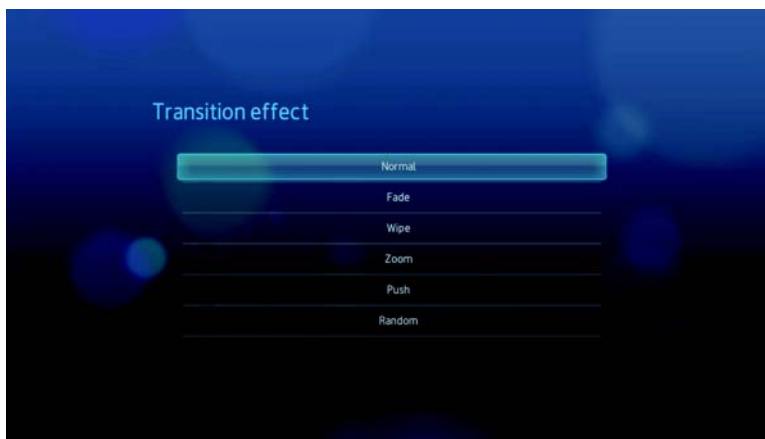 Transition effect
Normal
Fade
Wipe
Zoom
Push
Random